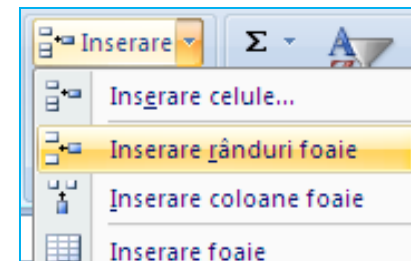 Inserare Σ A
Inserare celule...
Inserare rânduri foaie
Inserare coloane foaie
Inserare foaie